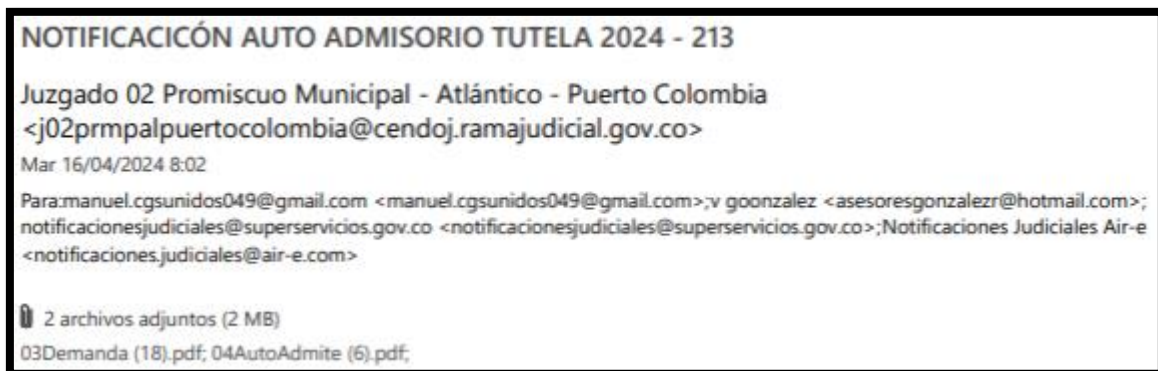 NOTIFICACICÓN AUTO ADMISORIO TUTELA 2024 - 213
Juzgado 02 Promiscuo Municipal - Atlántico - Puerto Colombia
<j02prmpalpuertocolombia@cendoj.ramajudicial.gov.co>
Mar 16/04/2024 8:02
Para:manuel.cgsunidos049@gmail.com <manuel.cgsunidos049@gmail.com>;v goonzalez <asesoresgonzalezr@hotmail.com>;
notificacionesjudiciales@superservicios.gov.co <notificacionesjudiciales@superservicios.gov.co>;Notificaciones Judiciales Air-e
<notificaciones.judiciales@air-e.com>
2 archivos adjuntos (2 MB)
03Demanda (18).pdf; 04AutoAdmite (6).pdf;